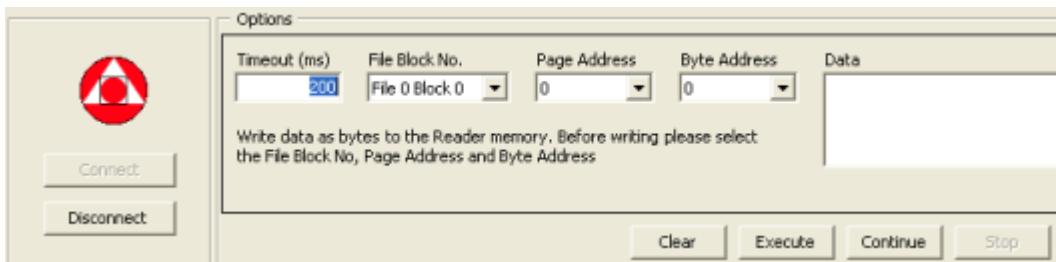 Options
Timeout (ms) File Block No. Page Address Byte Address Data
200 File 0 Block 0 0 0
Write data as bytes to the Reader memory. Before writing please select
the File Block No, Page Address and Byte Address
Connect
Disconnect
Clear Execute Continue Stop